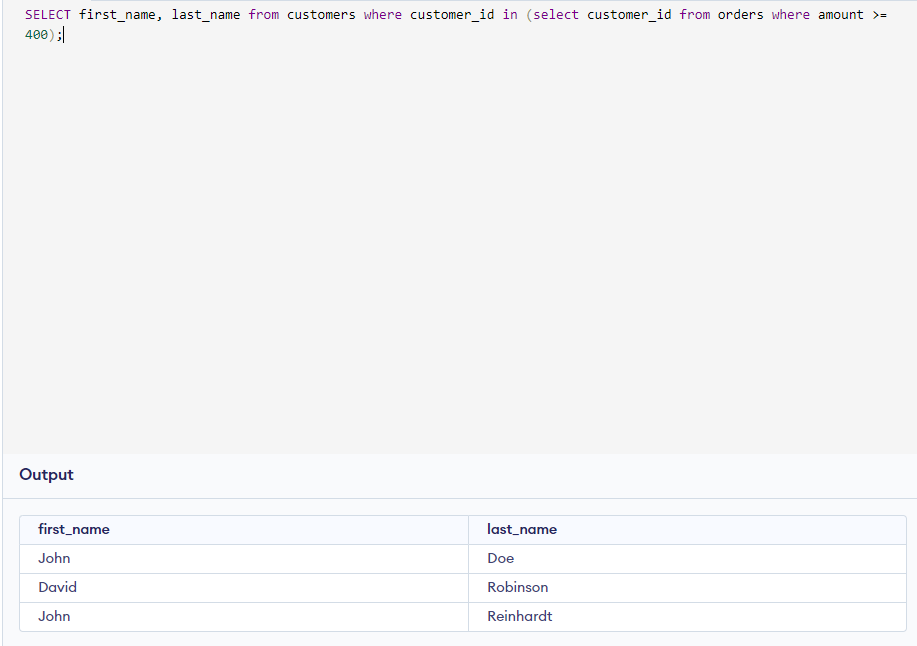 SELECT first_name, last_name from customers where customer_id in (select customer_id from orders where amount >=
400);
Output
first_name last_name
John Doe
David Robinson
John Reinhardt